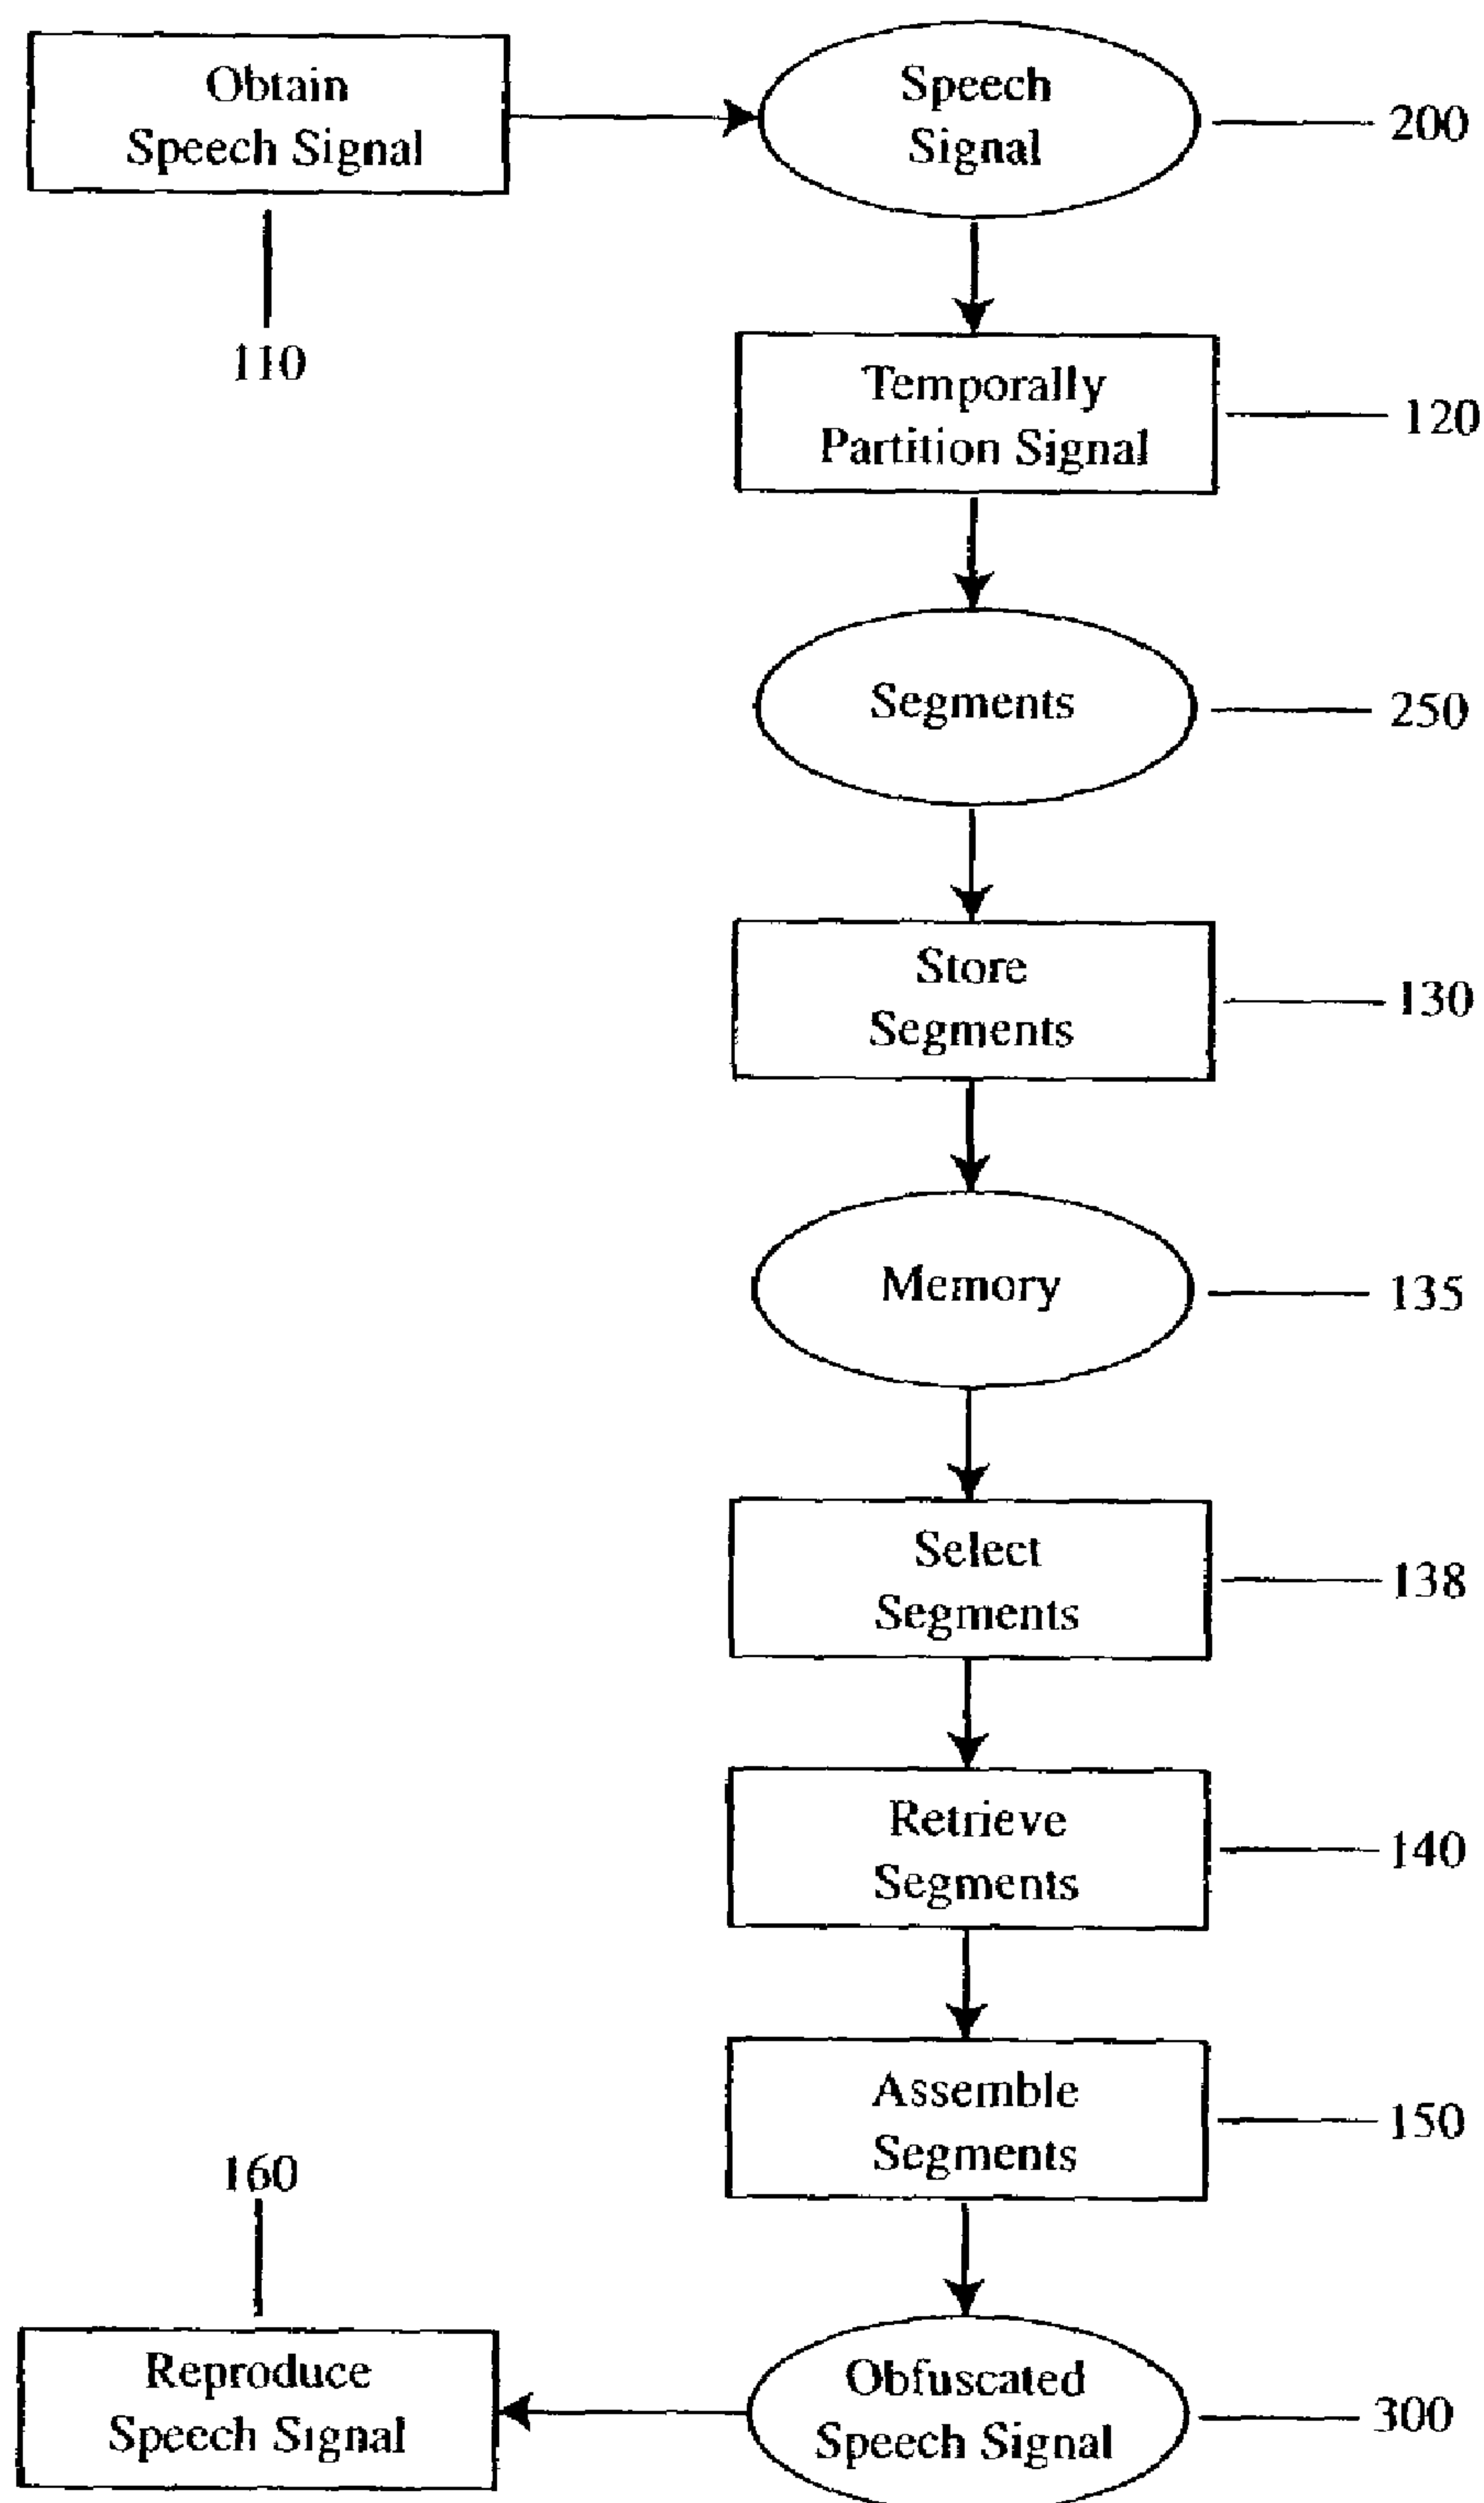 Obtain
Speech Signal
110
Speech
Signal
200
Temporally
Partition Signal
120
Segments
250
Store
Segments
130
Memory
135
Select
Segments
138
Retrieve
Segments
140
Assemble
Segments
150
160
Reproduce
Speech Signal
Obfuscated
Speech Signal
300